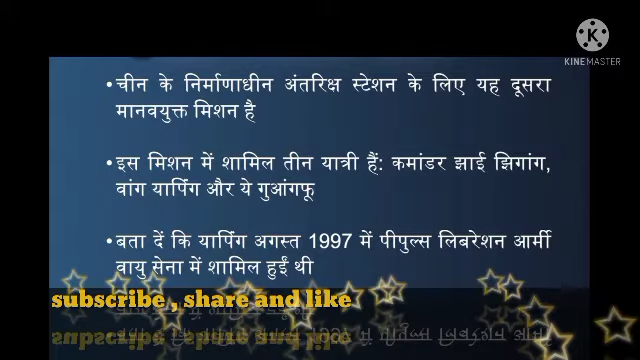 KINEMASTER
•चीन के निर्माणाधीन अंतरिक्ष स्टेशन के लिए यह दूसरा
मानवयुक्त मिशन है
•इस मिशन में शामिल तीन यात्री हैं: कमांडर झाई झिगांग,
वांग यापिंग और ये गुआंगफू
•बता दें कि यापिंग अगस्त 1997 में पीपुल्स लिबरेशन आर्मी
वायु सेना में शामिल हुईं थी
subscribe , share and like